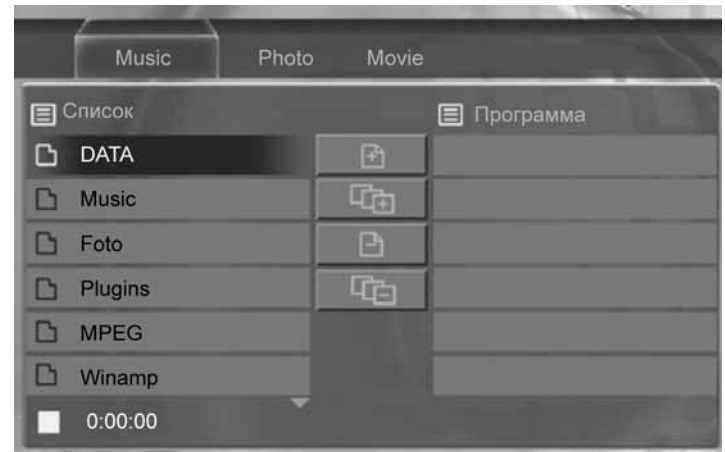 Music Photo Movie
Список Программа
DATA
Music
Foto
Plugins
MPEG
Winamp
0:00:00